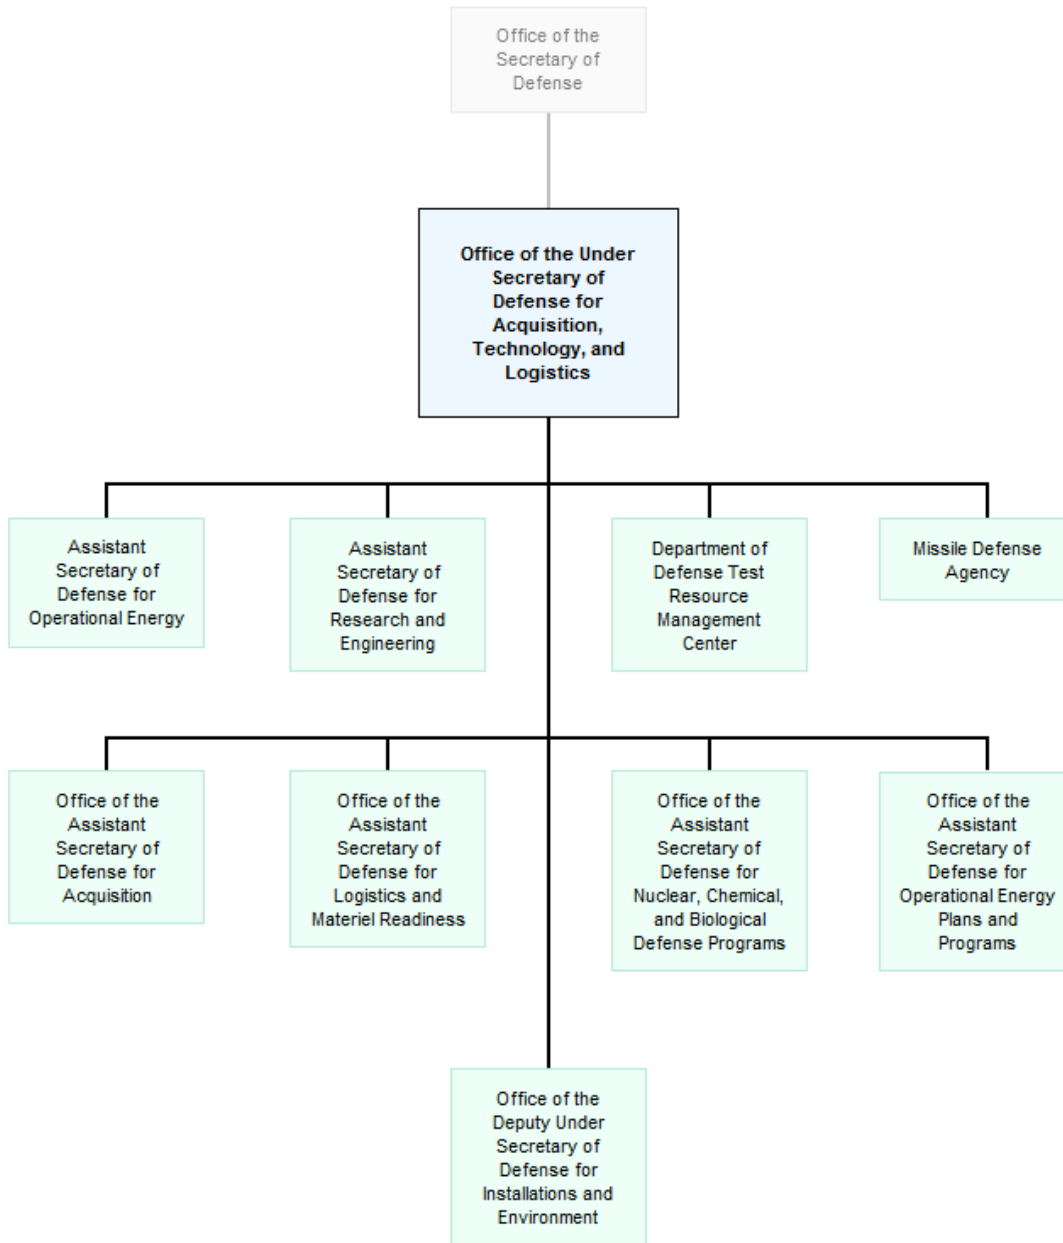 Office of the
Secretary of
Defense
Office of the Under
Secretary of
Defense for
Acquisition,
Technology, and
Logistics
Assistant
Secretary of
Defense for
Operational Energy
Assistant
Secretary of
Defense for
Research and
Engineering
Department of
Defense Test
Resource
Management
Center
Missile Defense
Agency
Office of the
Assistant
Secretary of
Defense for
Acquisition
Office of the
Assistant
Secretary of
Defense for
Logistics and
Materiel Readiness
Office of the
Assistant
Secretary of
Defense for
Nuclear, Chemical,
and Biological
Defense Programs
Office of the
Assistant
Secretary of
Defense for
Operational Energy
Plans and
Programs
Office of the
Deputy Under
Secretary of
Defense for
Installations and
Environment